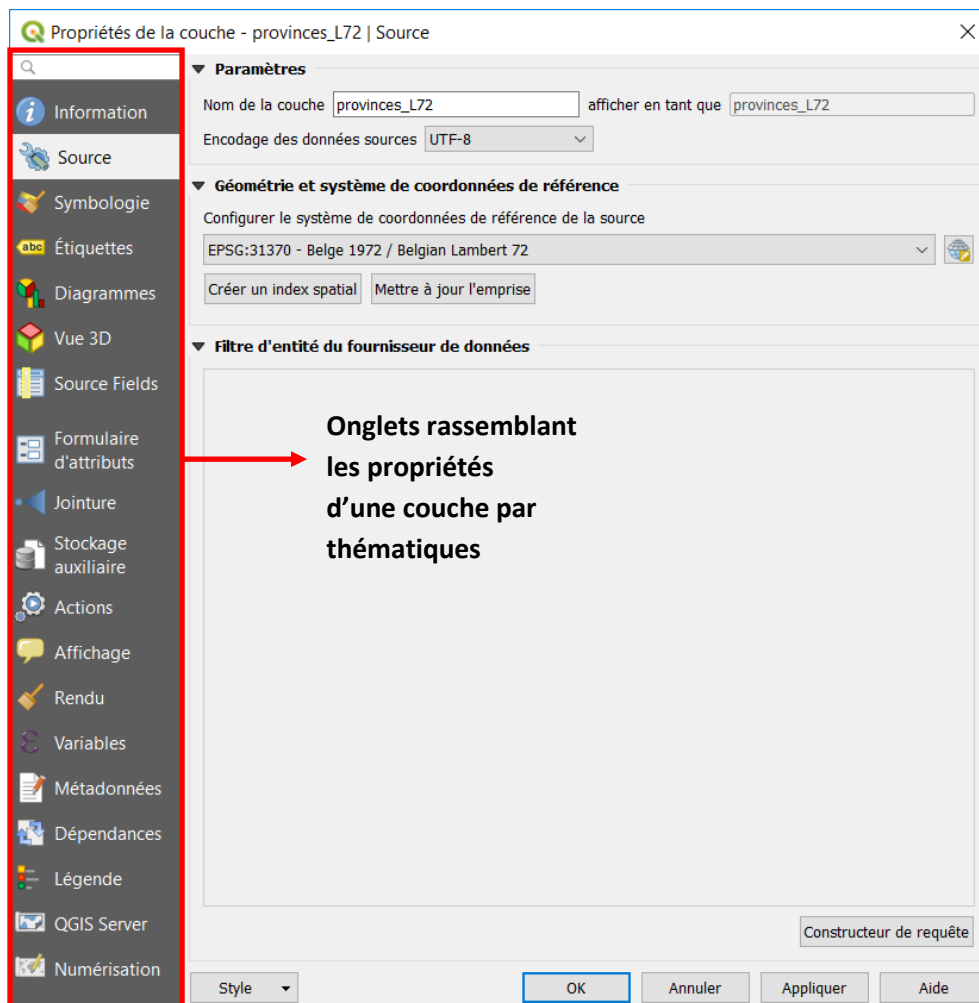 Propriétés de la couche - provinces_L72 | Source
Information
Source
Symbologie
abc Étiquettes
Diagrammes
Vue 3D
Source Fields
Formulaire
d'attributs
Jointure
Stockage
auxiliaire
Actions
Affichage
Rendu
Variables
Métadonnées
Dépendances
Légende
QGIS Server
Numérisation
Paramètres
Nom de la couche provinces_L72 afficher en tant que provinces_L72
Encodage des données sources UTF-8
Géométrie et système de coordonnées de référence
Configurer le système de coordonnées de référence de la source
EPSG:31370 - Belge 1972 / Belgian Lambert 72
Créer un index spatial Mettre à jour l'emprise
Filtre d'entité du fournisseur de données
Onglets rassemblant
les propriétés
d’une couche par
thématiques
Constructeur de requête
Style OK Annuler Appliquer Aide